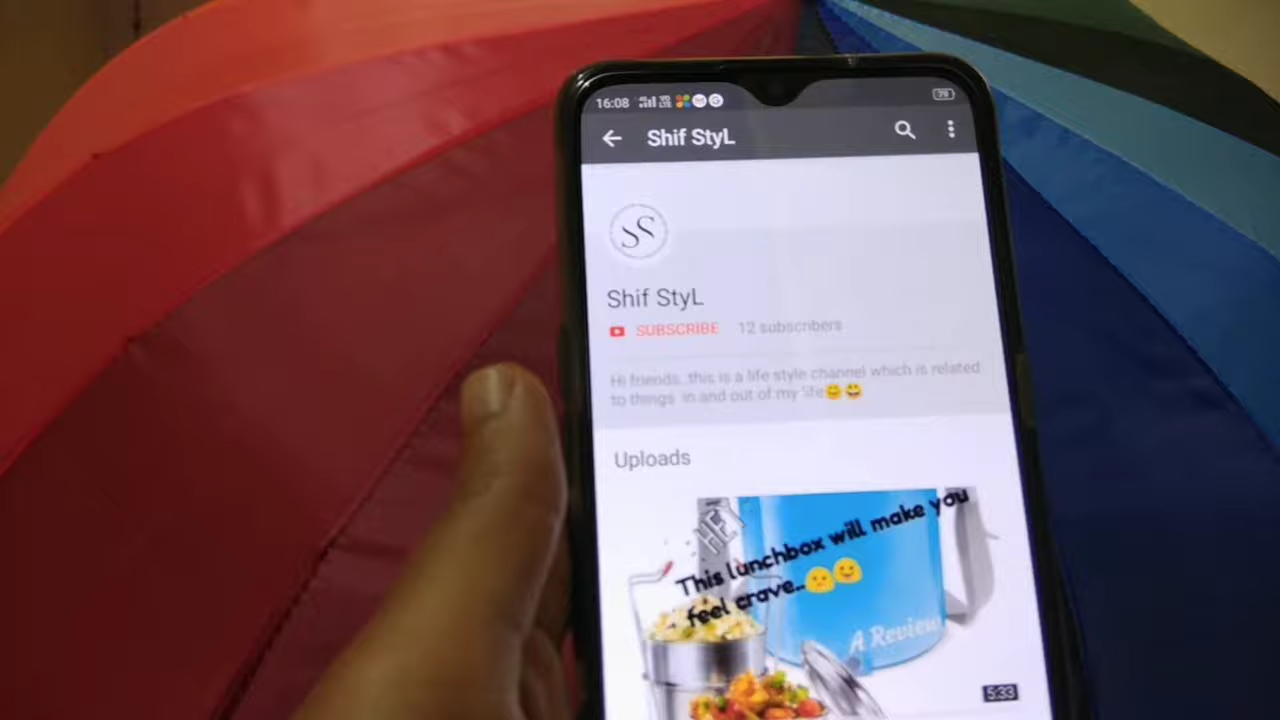 16:08
79
Shif StyL
SS
Shif StyL
SUBSCRIBE 12 subscribers
Hi friends..this is a life style channel which is related
to things in and out of my life😊😃
Uploads
HEY
This lunchbox will make you
feel crave..
A Review
5:33